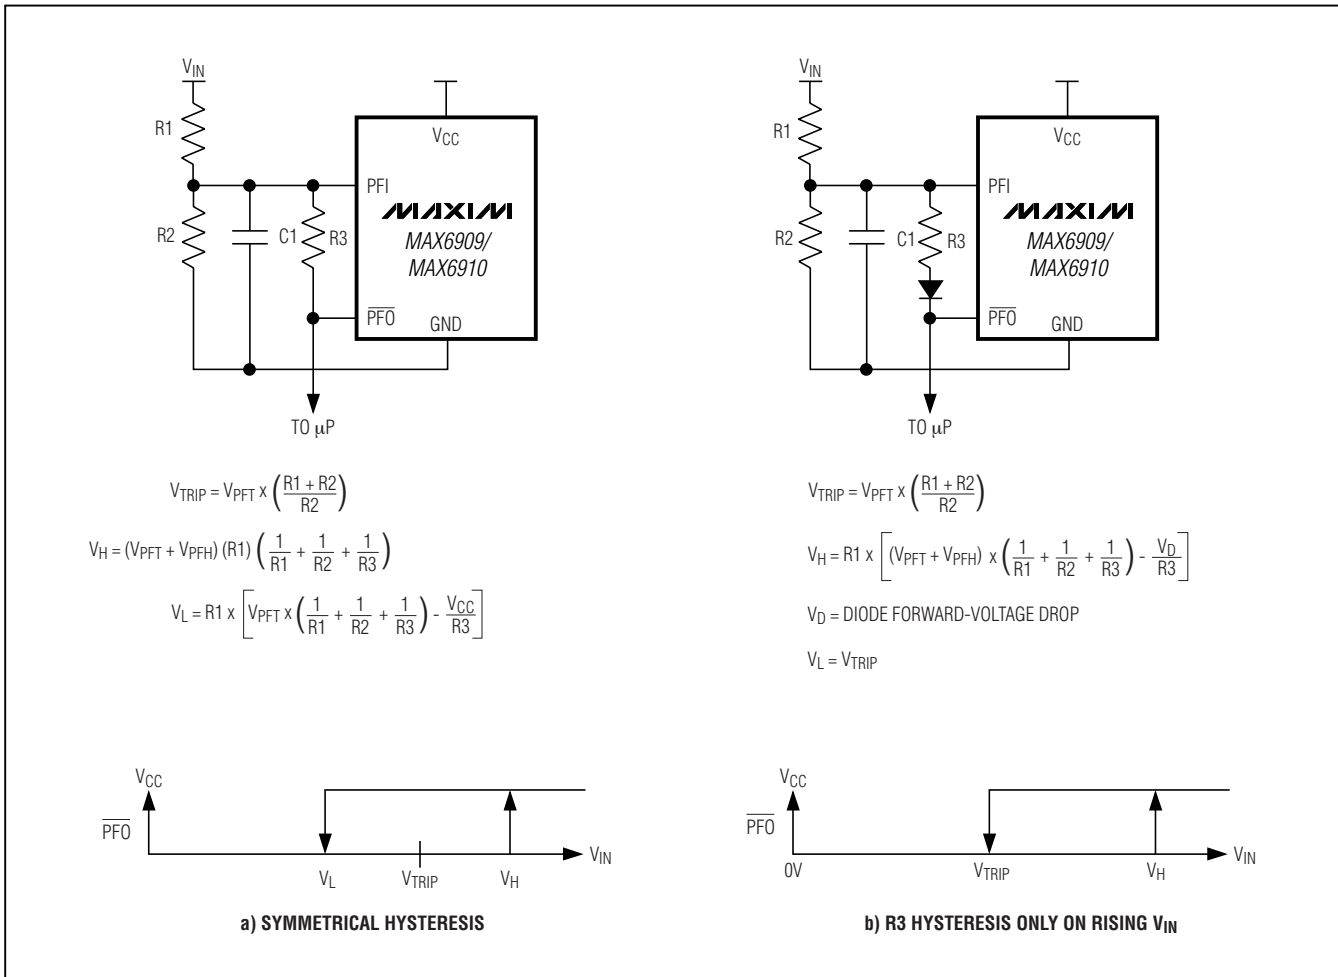 V_IN
R1
V_CC
PFI
MAXIM
R2
C1
R3
MAX6909/
MAX6910
PFO
GND
TO μP
V_TRIP = V_PFT x ((R1 + R2)/R2)
V_H = (V_PFT + V_PFH) (R1) (1/R1 + 1/R2 + 1/R3)
V_L = R1 x [V_PFT x (1/R1 + 1/R2 + 1/R3) - V_CC/R3]
V_CC
PFO
V_IN
V_L
V_TRIP
V_H
a) SYMMETRICAL HYSTERESIS
V_IN
R1
V_CC
PFI
MAXIM
R2
C1
R3
MAX6909/
MAX6910
PFO
GND
TO μP
V_TRIP = V_PFT x ((R1 + R2)/R2)
V_H = R1 x [(V_PFT + V_PFH) x (1/R1 + 1/R2 + 1/R3) - V_D/R3]
V_D = DIODE FORWARD-VOLTAGE DROP
V_L = V_TRIP
V_CC
PFO
V_IN
0V
V_TRIP
V_H
b) R3 HYSTERESIS ONLY ON RISING V_IN